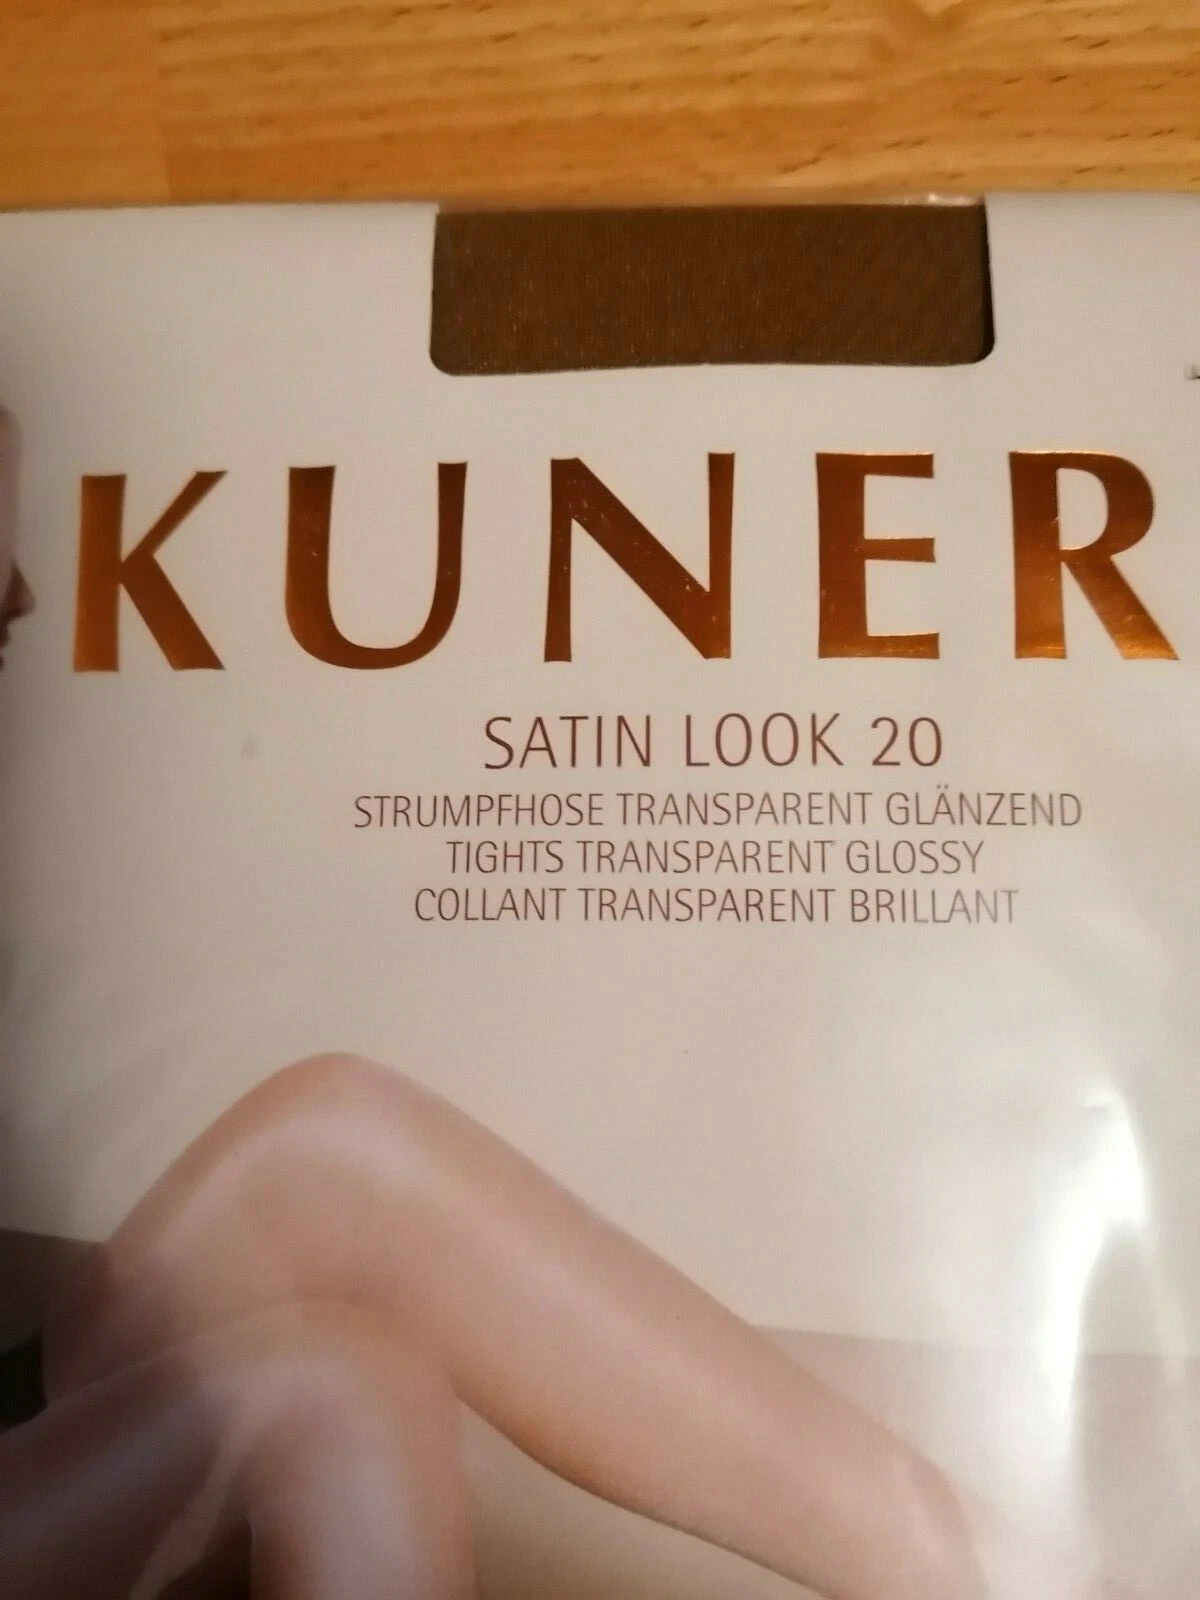 KUNER
SATIN LOOK 20
STRUMPFHOSE TRANSPARENT GLÄNZEND
TIGHTS TRANSPARENT GLOSSY
COLLANT TRANSPARENT BRILLANT